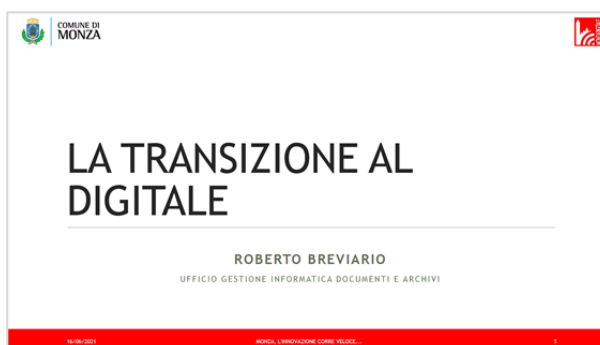 COMUNE DI
MONZA
LA TRANSIZIONE AL
DIGITALE
ROBERTO BREVIARIO
UFFICIO GESTIONE INFORMATICA DOCUMENTI E ARCHIVI
16/06/2021
MONZA, L'INNOVAZIONE CORRE VELOCE...
1